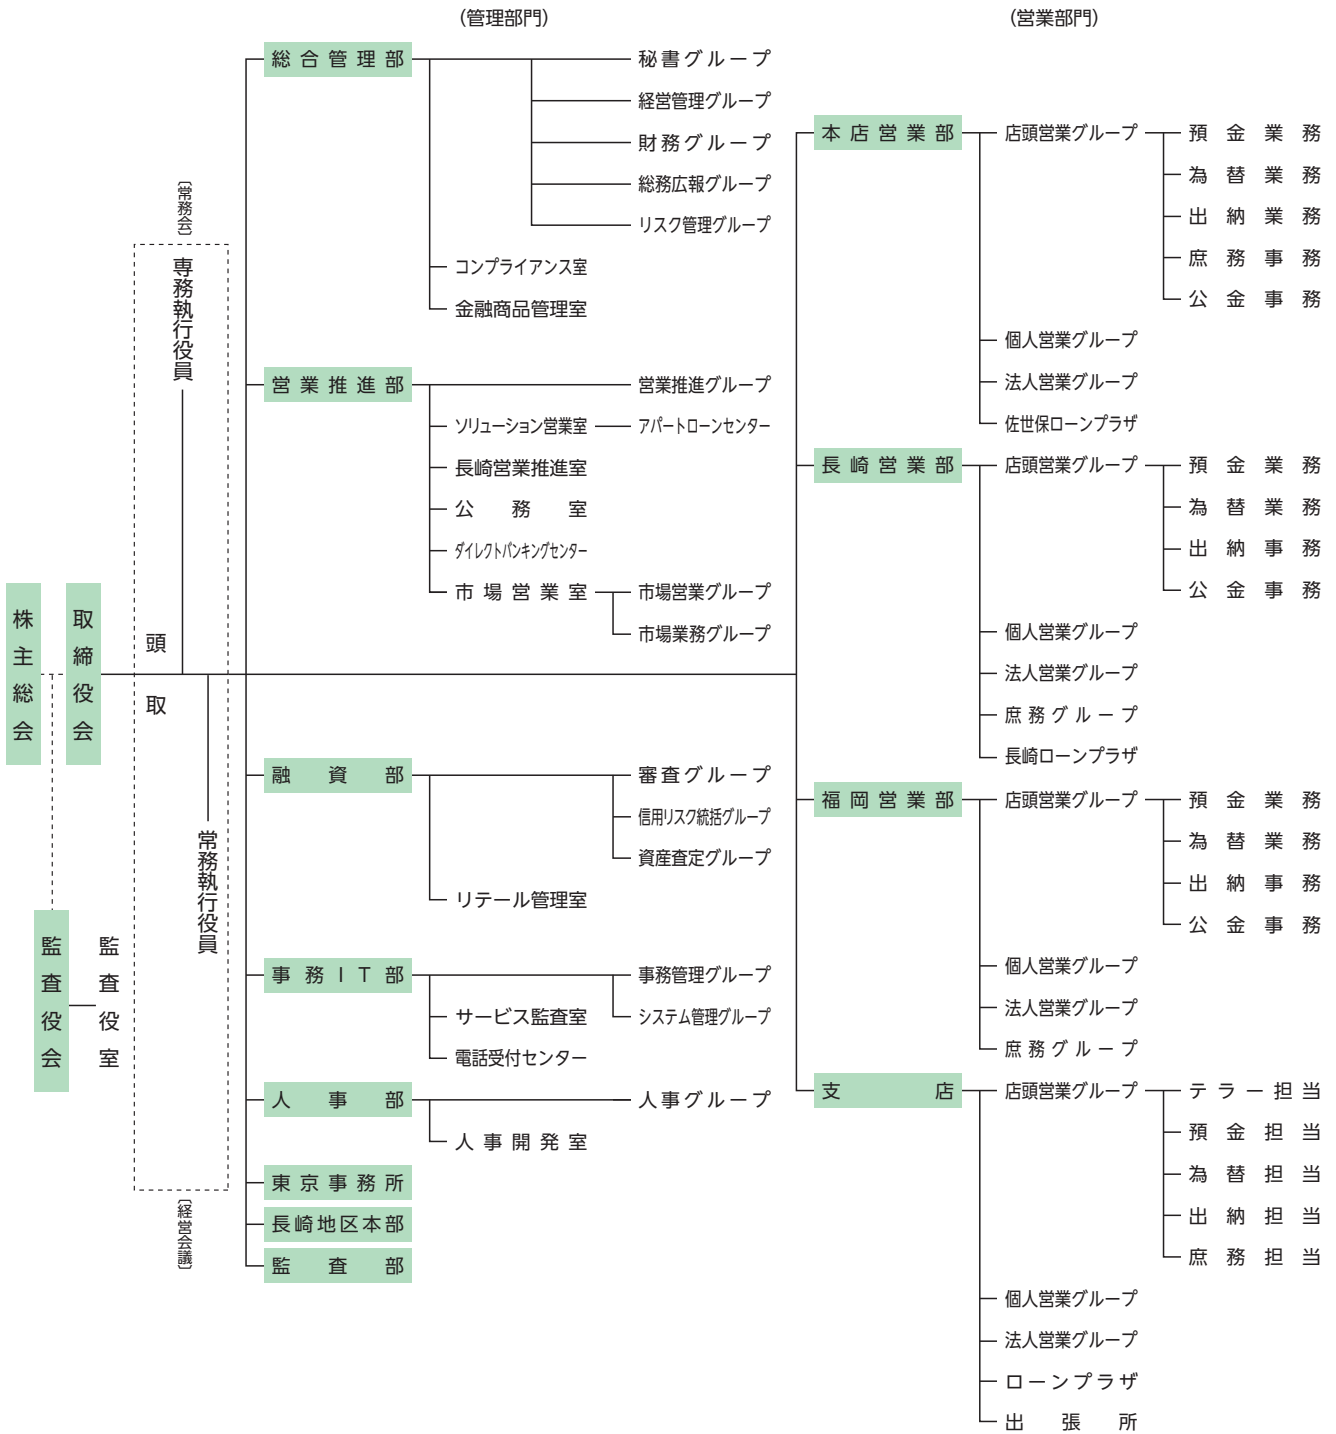 (管理部門)
(営業部門)
株主総会
取締役会
監査役会
監査役室
〔常務会〕
専務執行役員
頭取
常務執行役員
〔経営会議〕
総合管理部
秘書グループ
経営管理グループ
財務グループ
総務広報グループ
リスク管理グループ
コンプライアンス室
金融商品管理室
営業推進部
営業推進グループ
ソリューション営業室
アパートローンセンター
長崎営業推進室
公務室
ダイレクトバンキングセンター
市場営業室
市場営業グループ
市場業務グループ
融資部
審査グループ
信用リスク統括グループ
資産査定グループ
リテール管理室
事務IT部
事務管理グループ
サービス監査室
システム管理グループ
電話受付センター
人事部
人事グループ
人事開発室
東京事務所
長崎地区本部
監査部
本店営業部
店頭営業グループ
預金業務
為替業務
出納業務
庶務事務
公金事務
個人営業グループ
法人営業グループ
佐世保ローンプラザ
長崎営業部
店頭営業グループ
預金業務
為替業務
出納事務
公金事務
個人営業グループ
法人営業グループ
庶務グループ
長崎ローンプラザ
福岡営業部
店頭営業グループ
預金業務
為替業務
出納事務
公金事務
個人営業グループ
法人営業グループ
庶務グループ
支店
店頭営業グループ
テラー担当
預金担当
為替担当
出納担当
庶務担当
個人営業グループ
法人営業グループ
ローンプラザ
出張所